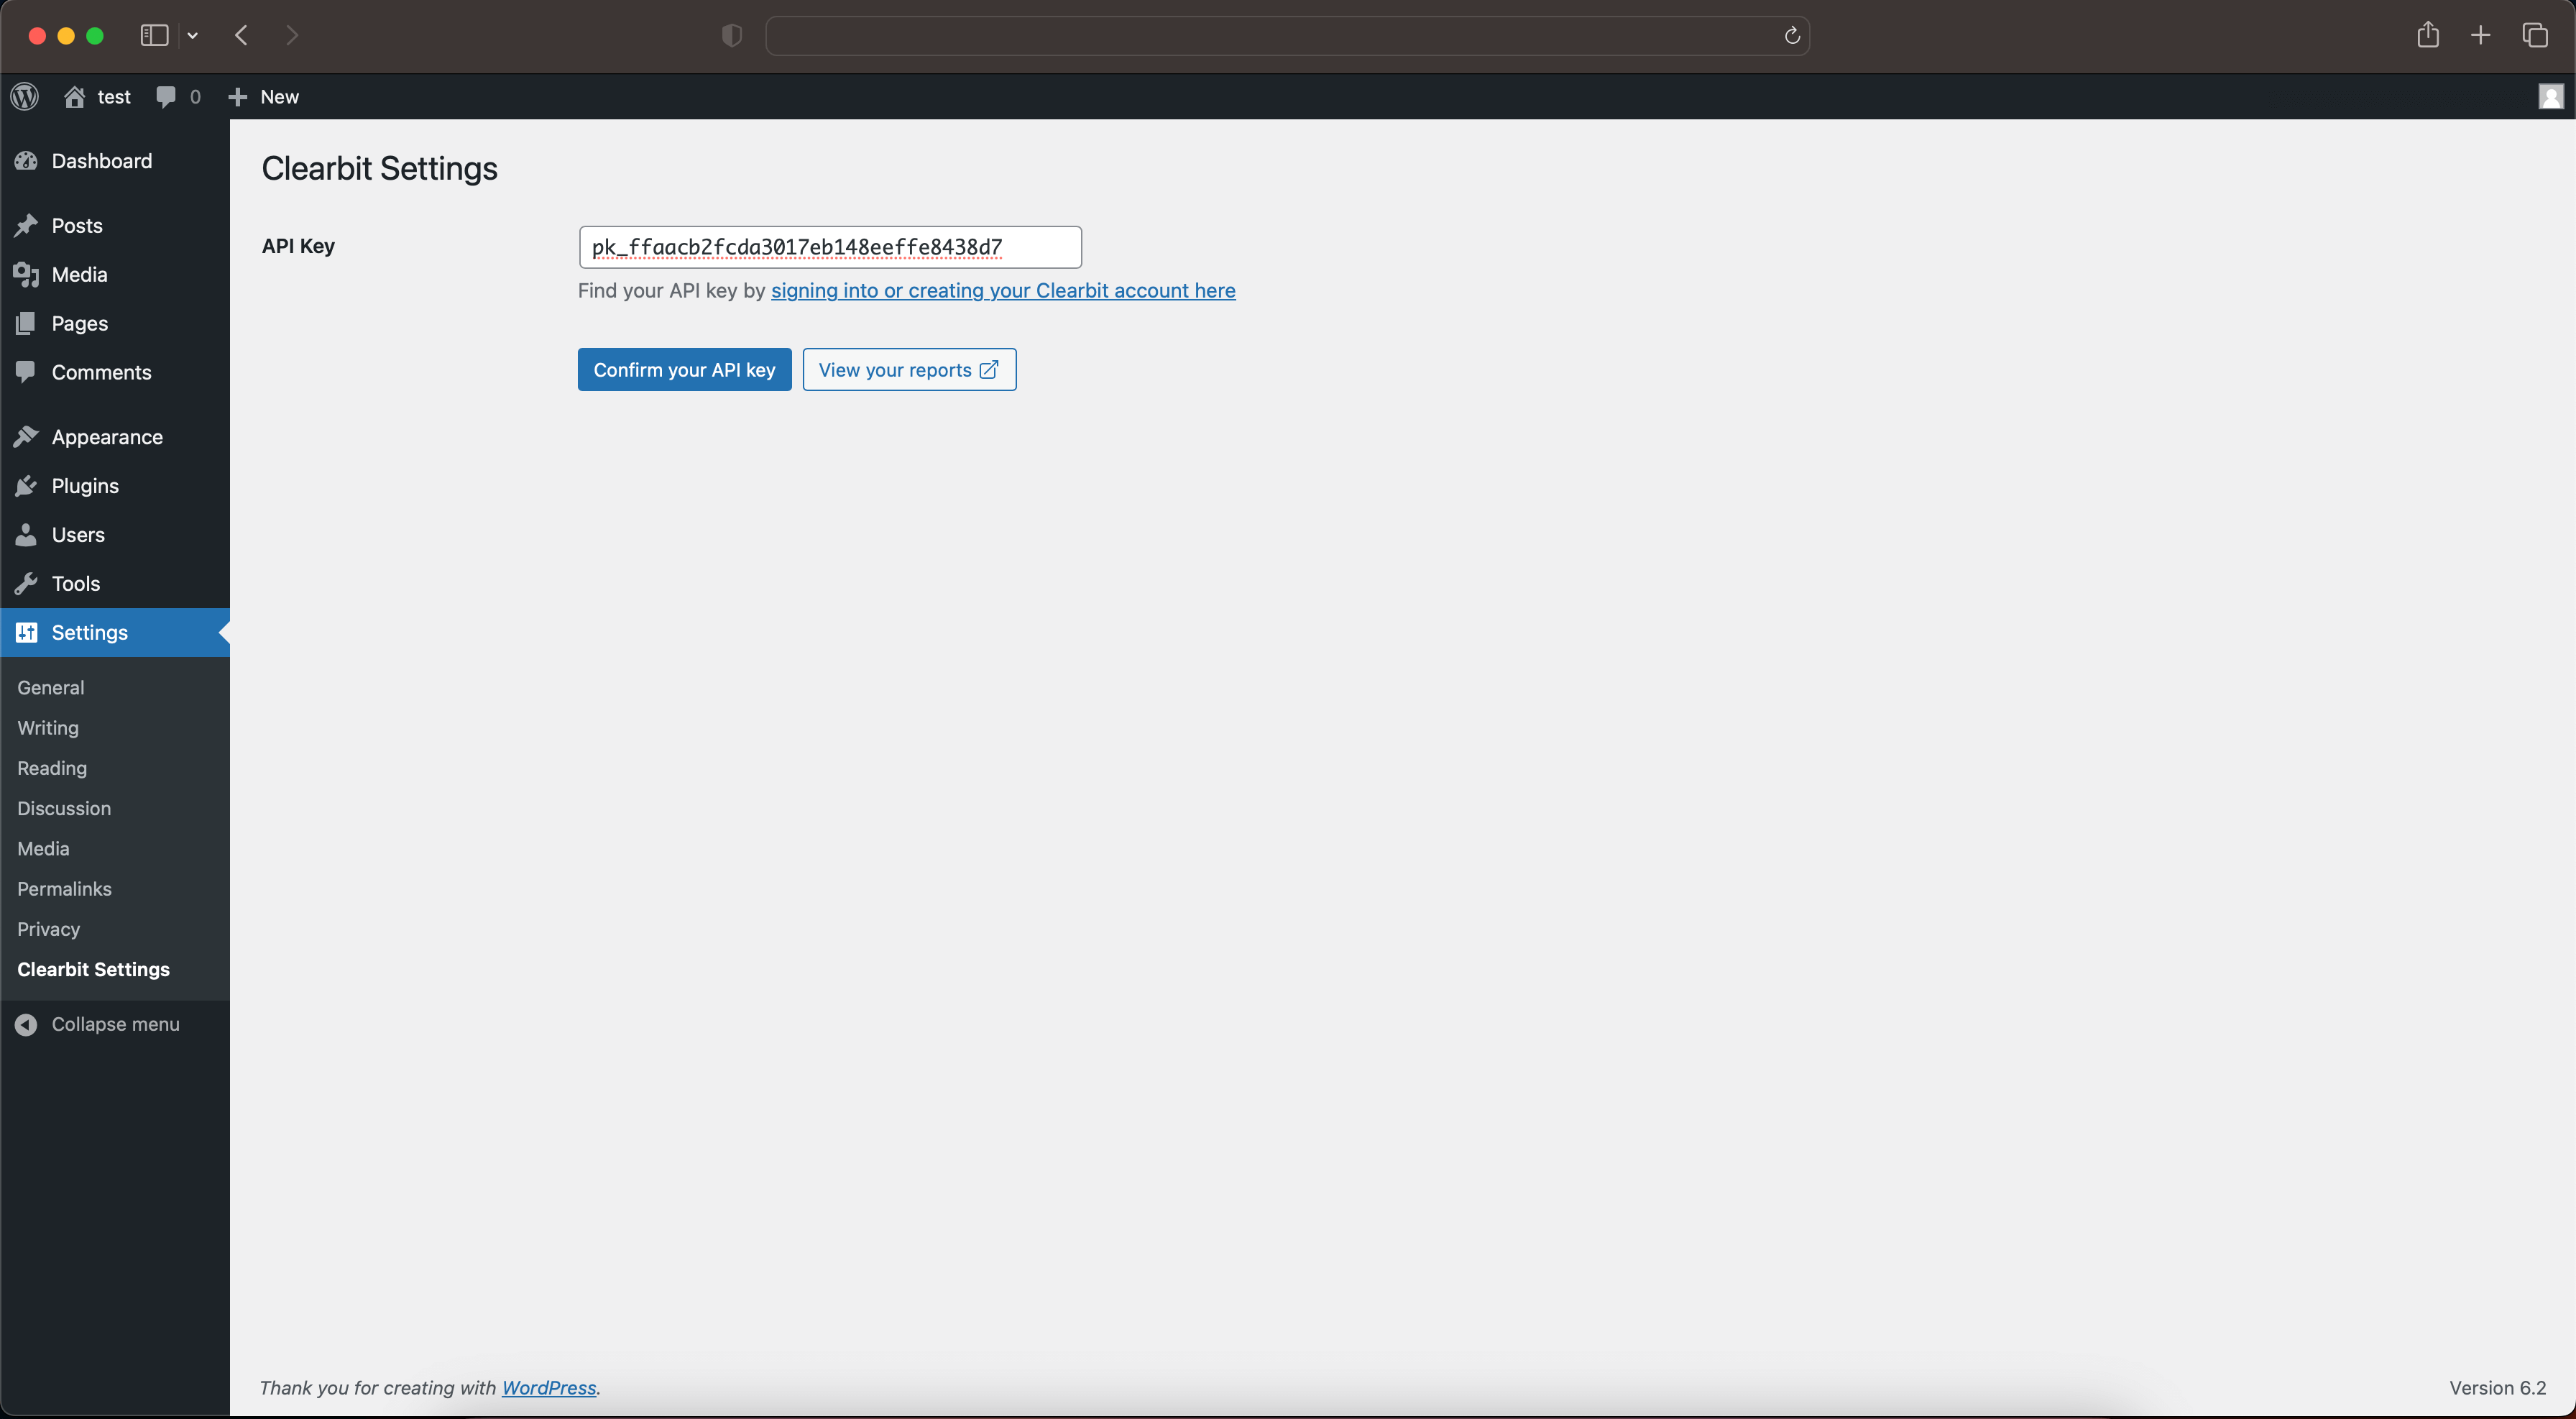 test 0 New
Dashboard
Posts
Media
Pages
Comments
Appearance
Plugins
Users
Tools
Settings
General
Writing
Reading
Discussion
Media
Permalinks
Privacy
Clearbit Settings
Collapse menu
Clearbit Settings
API Key pk_ffaacb2fcda3017eb148eeffe8438d7
Find your API key by signing into or creating your Clearbit account here
Confirm your API key View your reports
Thank you for creating with WordPress. Version 6.2